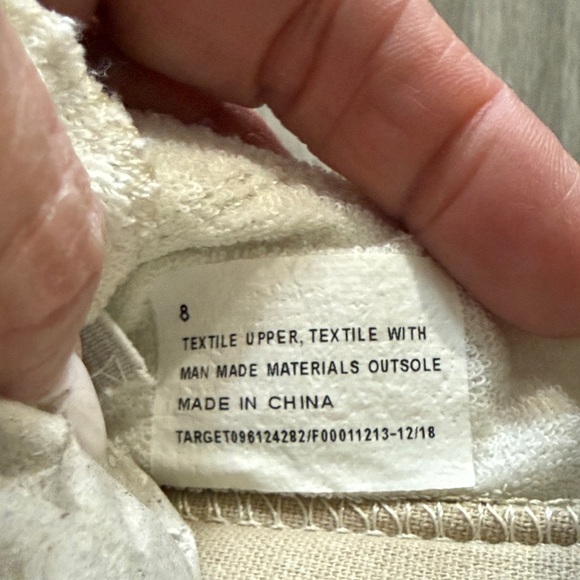 8
TEXTILE UPPER, TEXTILE WITH
MAN MADE MATERIALS OUTSOLE
MADE IN CHINA
TARGET096124282/F00011213-12/18